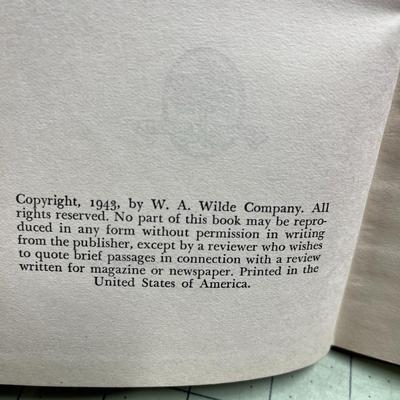 Copyright, 1943, by W. A. Wilde Company. All
rights reserved. No part of this book may be repro-
duced in any form without permission in writing
from the publisher, except by a reviewer who wishes
to quote brief passages in connection with a review
written for magazine or newspaper. Printed in the
United States of America.